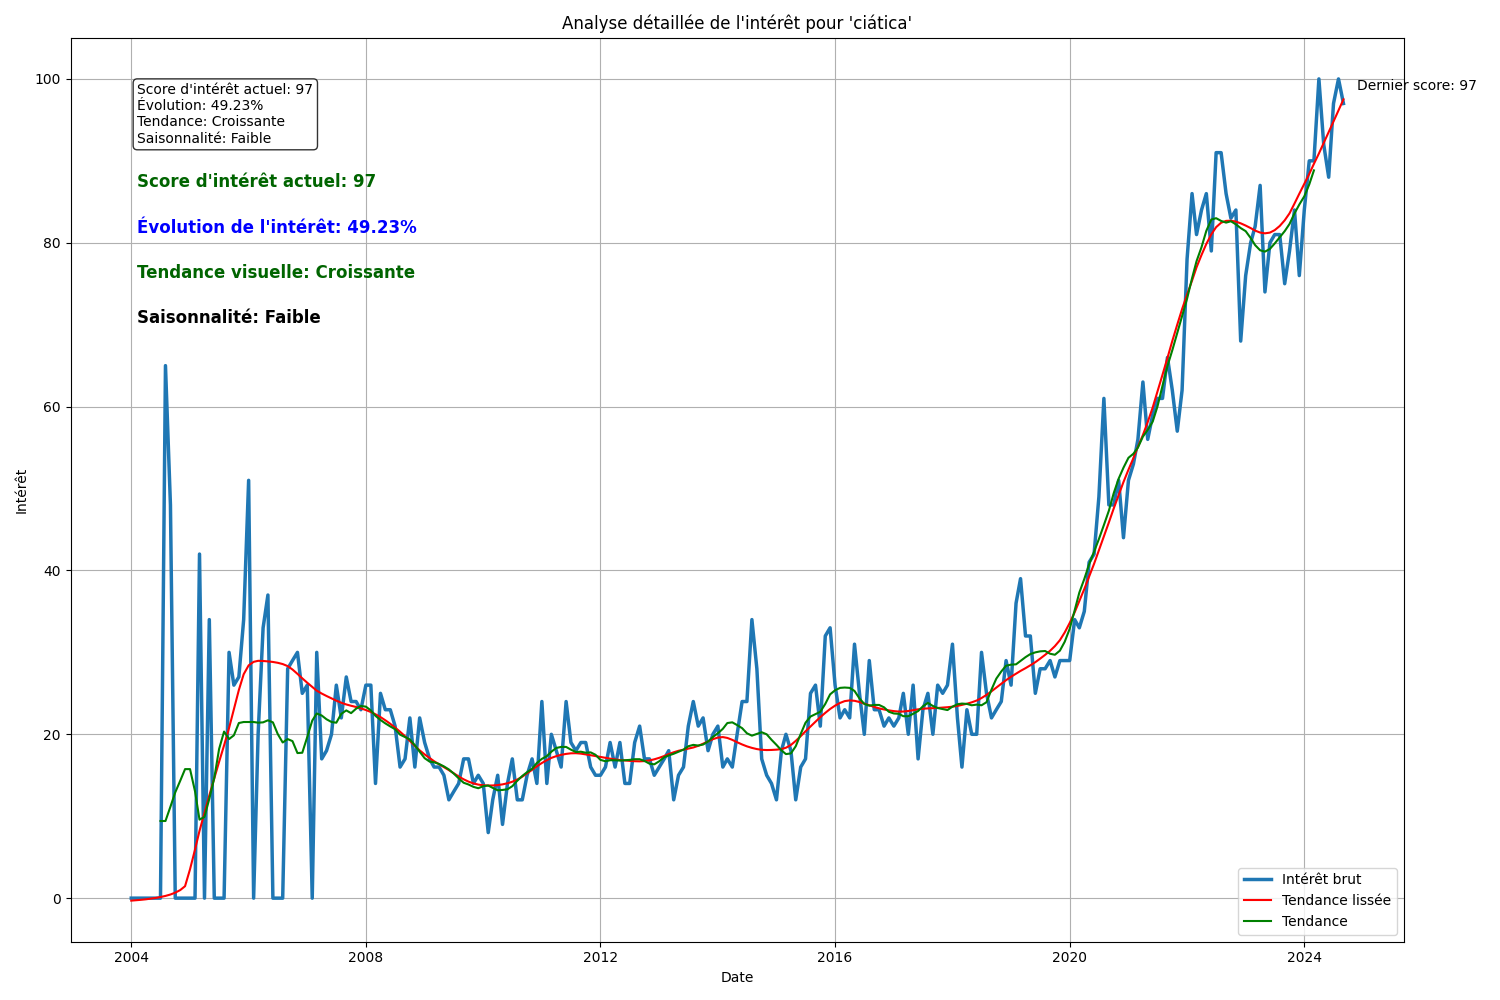 Analyse détaillée de l'intérêt pour 'ciática'
Score d'intérêt actuel: 97
Évolution: 49.23%
Tendance: Croissante
Saisonnalité: Faible
Dernier score: 97
Score d'intérêt actuel: 97
Évolution de l'intérêt: 49.23%
Tendance visuelle: Croissante
Saisonnalité: Faible
100
80
60
40
20
0
Intérêt
2004
2008
2012
2016
2020
2024
Date
Intérêt brut
Tendance lissée
Tendance